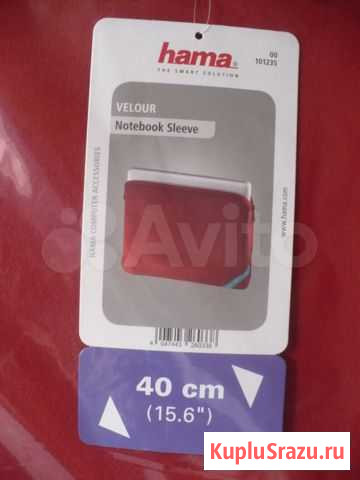 hama®
THE SMART SOLUTION
00
101235
VELOUR
Notebook Sleeve
HAMA COMPUTER ACCESSORIES
www.hama.com
Avito
40 cm
(15.6")
KupluSrazu.ru